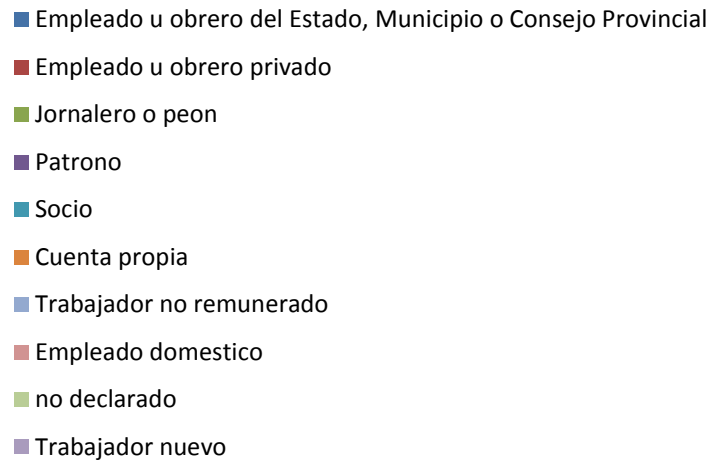 Empleado u obrero del Estado, Municipio o Consejo Provincial
Empleado u obrero privado
Jornalero o peon
Patrono
Socio
Cuenta propia
Trabajador no remunerado
Empleado domestico
no declarado
Trabajador nuevo